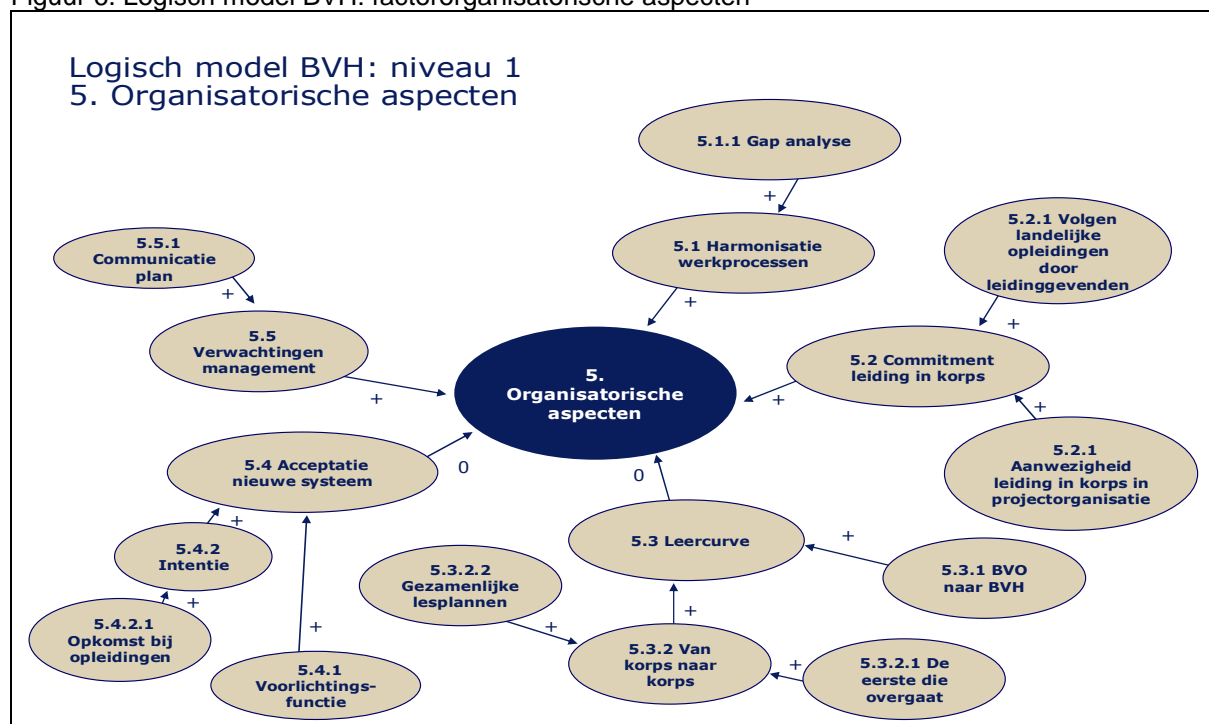 Figuur 6: Logisch model BVH: factororganisatorische aspecten
Logisch model BVH: niveau 1
5. Organisatorische aspecten
5.1.1 Gap analyse
+
5.1 Harmonisatie
werkprocessen
+
5.2.1 Volgen
landelijke
opleidingen
door
leidinggevenden
+
5.2 Commitment
leiding in korps
+
+
5.2.1
Aanwezigheid
leiding in korps in
projectorganisatie
5.5.1
Communicatie
plan
+
5.5
Verwachtingen
management
+
5.
Organisatorische
aspecten
5.4 Acceptatie
nieuwe systeem
0
+
5.4.2
Intentie
+
5.4.2.1
Opkomst bij
opleidingen
+
5.4.1
Voorlichtings-
functie
0
5.3 Leercurve
+
5.3.1 BVO
naar BVH
5.3.2.2
Gezamenlijke
lesplannen
+
+
5.3.2 Van
korps naar
korps
+
5.3.2.1 De
eerste die
overgaat